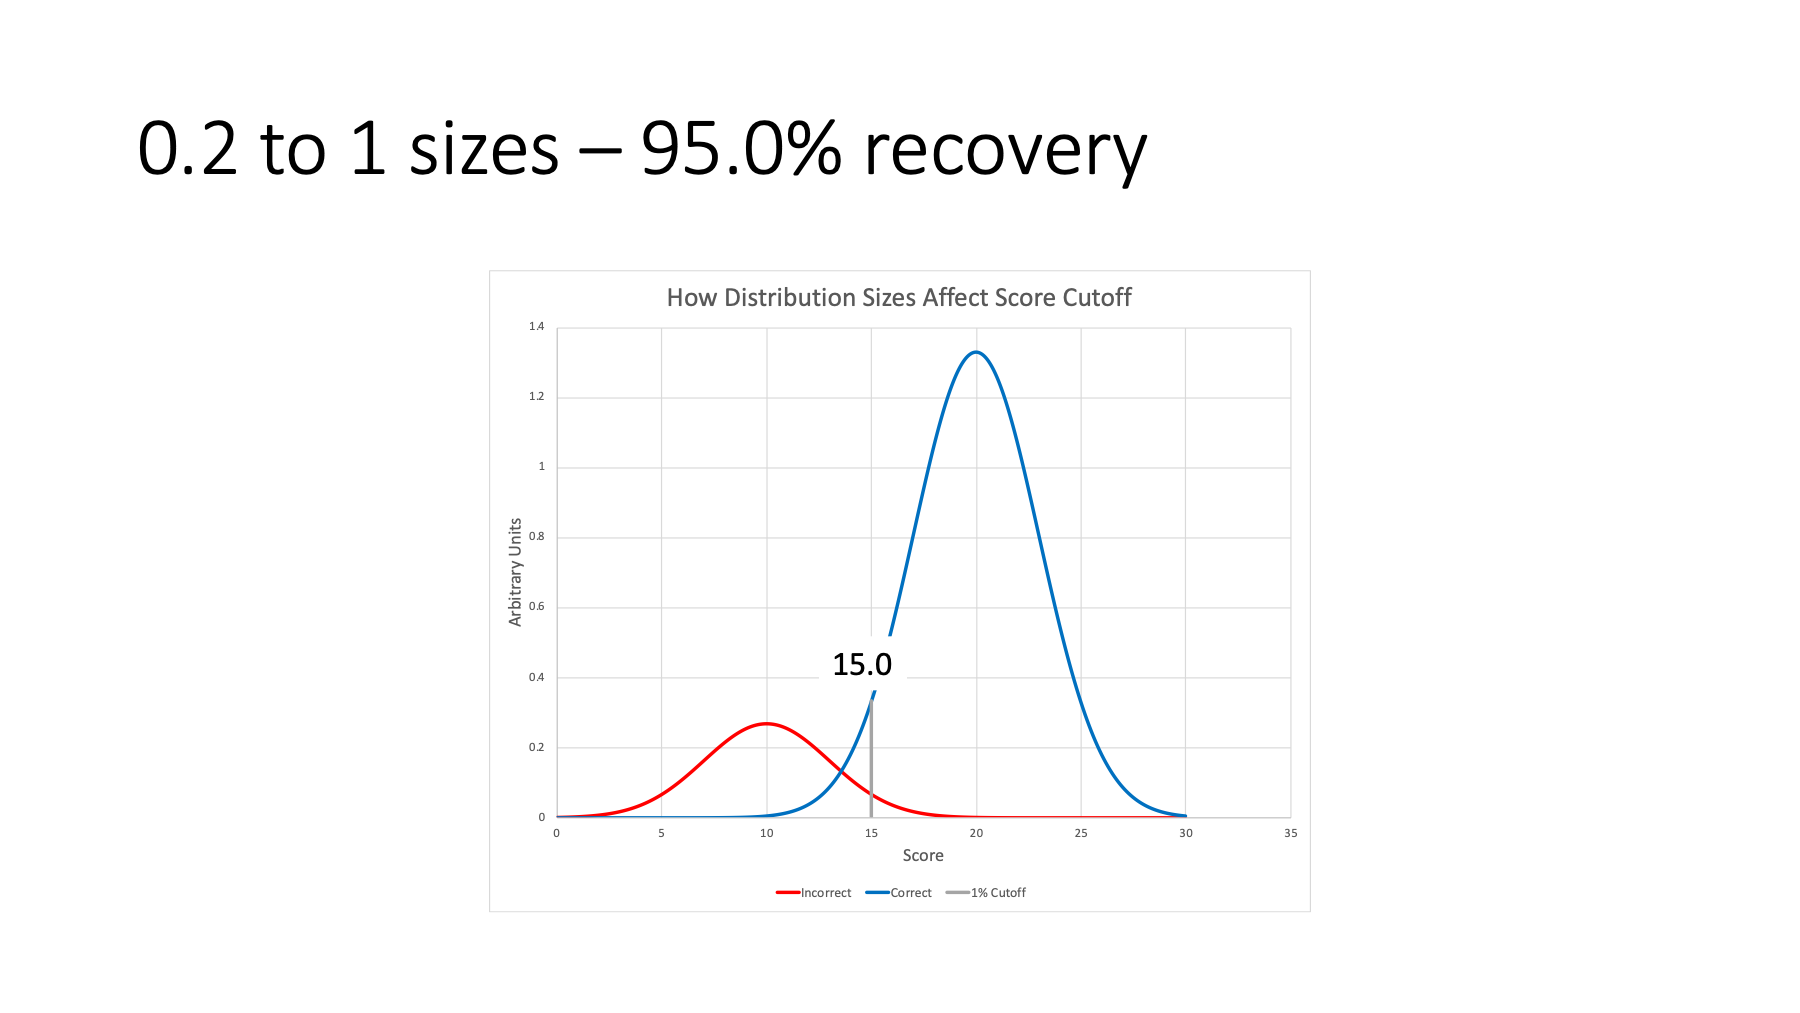 0.2 to 1 sizes – 95.0% recovery
How Distribution Sizes Affect Score Cutoff
1.4
1.2
1
0.8
0.6
0.4
0.2
0
Arbitrary Units
15.0
0 5 10 15 20 25 30 35
Score
Incorrect Correct 1% Cutoff